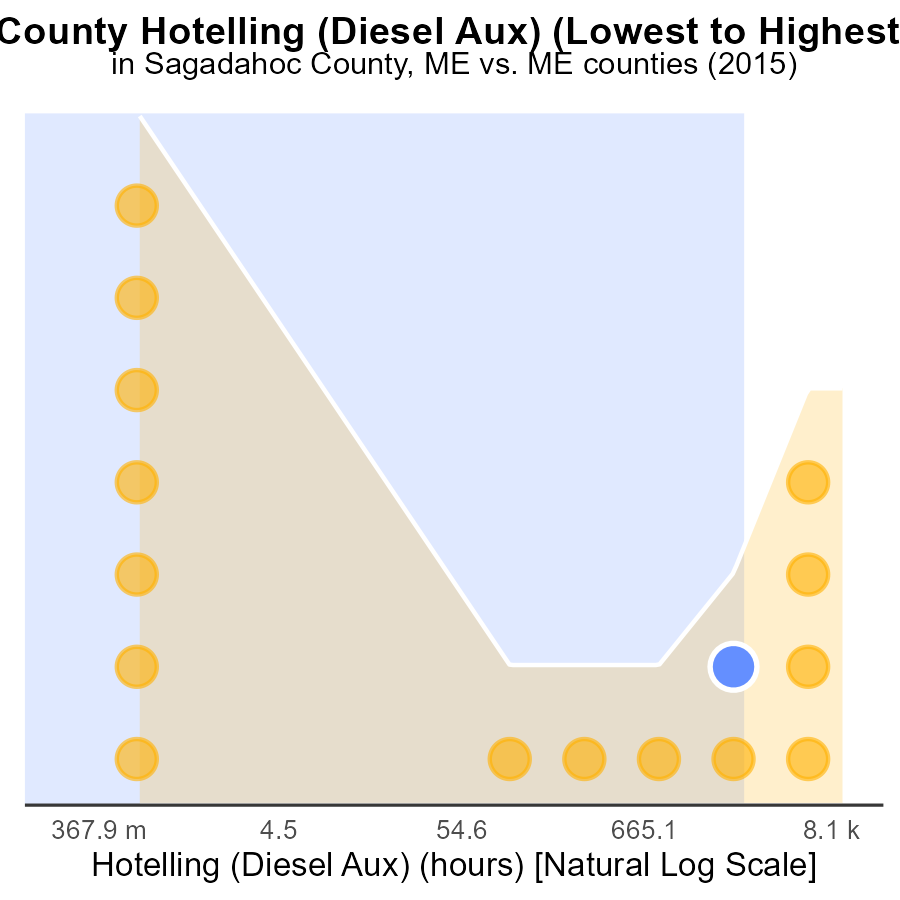 County Hotelling (Diesel Aux) (Lowest to Highest
in Sagadahoc County, ME vs. ME counties (2015)
367.9 m 4.5 54.6 665.1 8.1 k
Hotelling (Diesel Aux) (hours) [Natural Log Scale]